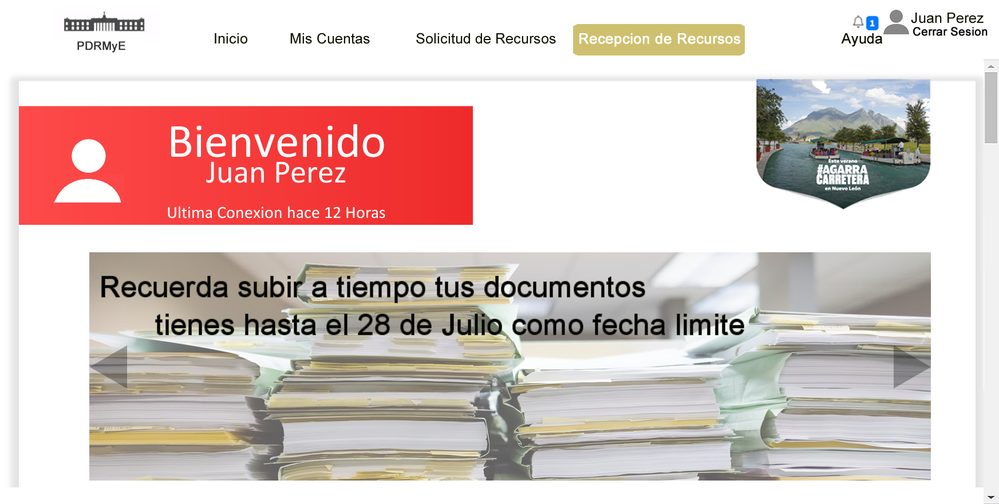 PDRMyE
Inicio
Mis Cuentas
Solicitud de Recursos
Recepcion de Recursos
Ayuda
1
Juan Perez
Cerrar Sesion
Bienvenido
Juan Perez
Ultima Conexion hace 12 Horas
Este verano
#AGARRA
CARRETERA
en Nuevo León
Recuerda subir a tiempo tus documentos
tienes hasta el 28 de Julio como fecha limite